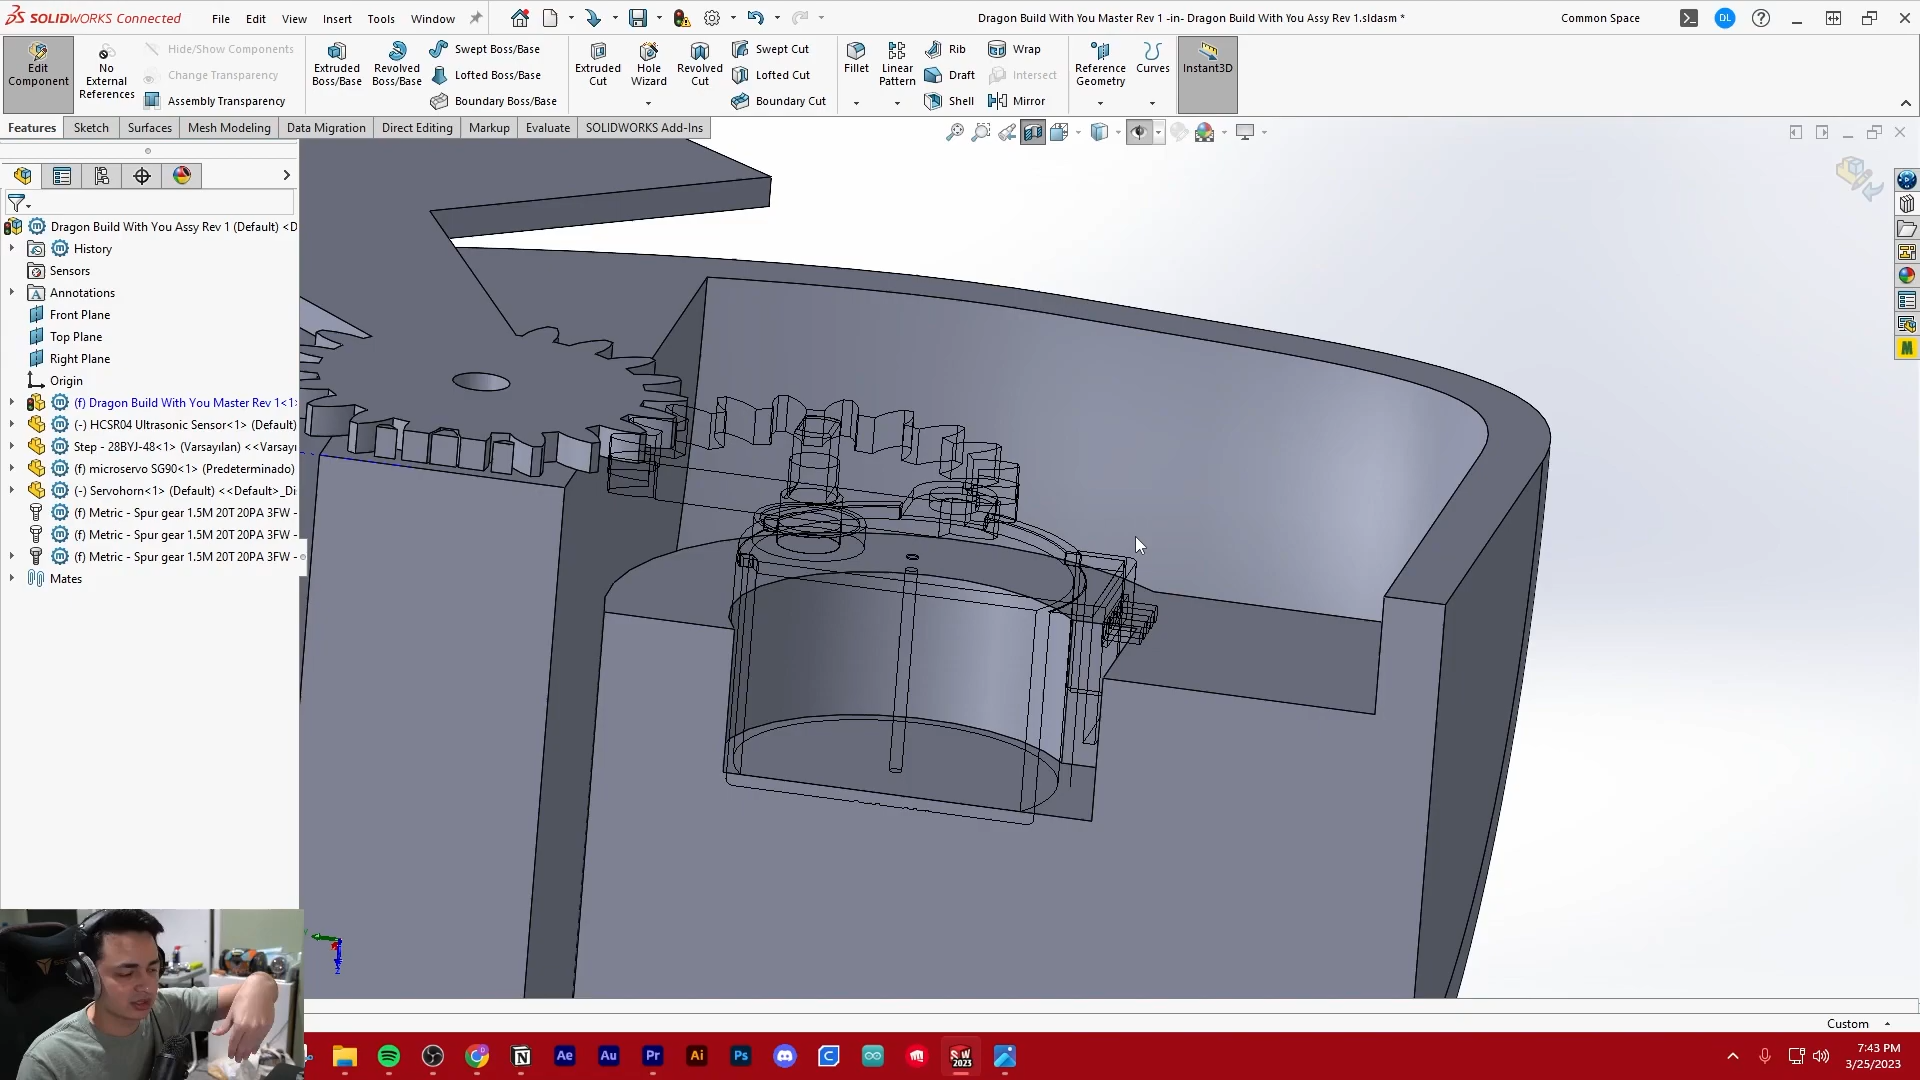 SOLIDWORKS Connected
File Edit View Insert Tools Window
Dragon Build With You Master Rev 1 -in- Dragon Build With You Assy Rev 1.sldasm *
Common Space
DL
Edit Component
No External References
Hide/Show Components
Change Transparency
Assembly Transparency
Extruded Boss/Base
Revolved Boss/Base
Swept Boss/Base
Lofted Boss/Base
Boundary Boss/Base
Extruded Cut
Hole Wizard
Revolved Cut
Swept Cut
Lofted Cut
Boundary Cut
Fillet
Linear Pattern
Rib
Draft
Shell
Wrap
Intersect
Mirror
Reference Geometry
Curves
Instant3D
Features Sketch Surfaces Mesh Modeling Data Migration Direct Editing Markup Evaluate SOLIDWORKS Add-Ins
Dragon Build With You Assy Rev 1 (Default) <D
History
Sensors
Annotations
Front Plane
Top Plane
Right Plane
Origin
(f) Dragon Build With You Master Rev 1<1>
(-) HCSR04 Ultrasonic Sensor<1> (Default)
Step - 28BYJ-48<1> (Varsayılan) <<Varsayı
(f) microservo SG90<1> (Predeterminado)
(-) Servohorn<1> (Default) <<Default>_Di
(f) Metric - Spur gear 1.5M 20T 20PA 3FW -
(f) Metric - Spur gear 1.5M 20T 20PA 3FW -
(f) Metric - Spur gear 1.5M 20T 20PA 3FW -
Mates
M
Custom
Ae Au Pr Ai Ps
SW 2023
7:43 PM
3/25/2023